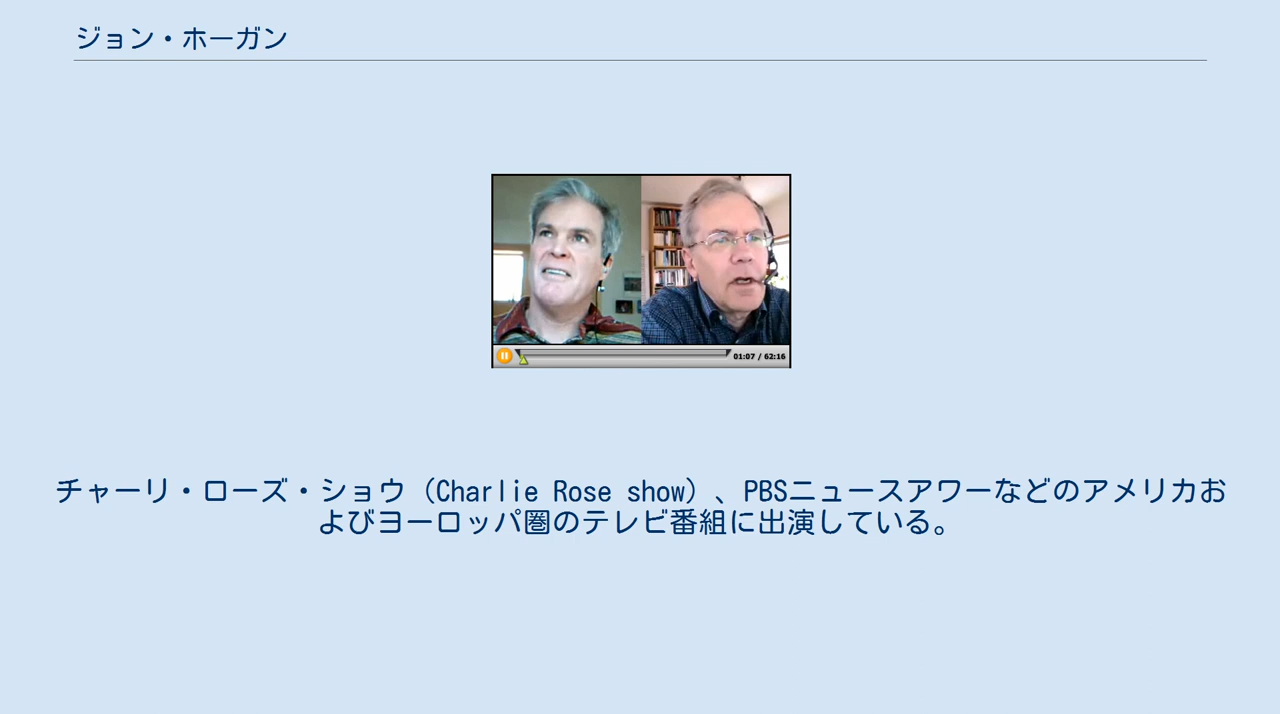 ジョン・ホーガン
01:07 / 62:16
チャーリ・ローズ・ショウ（Charlie Rose show）、PBSニュースアワーなどのアメリカお
よびヨーロッパ圏のテレビ番組に出演している。